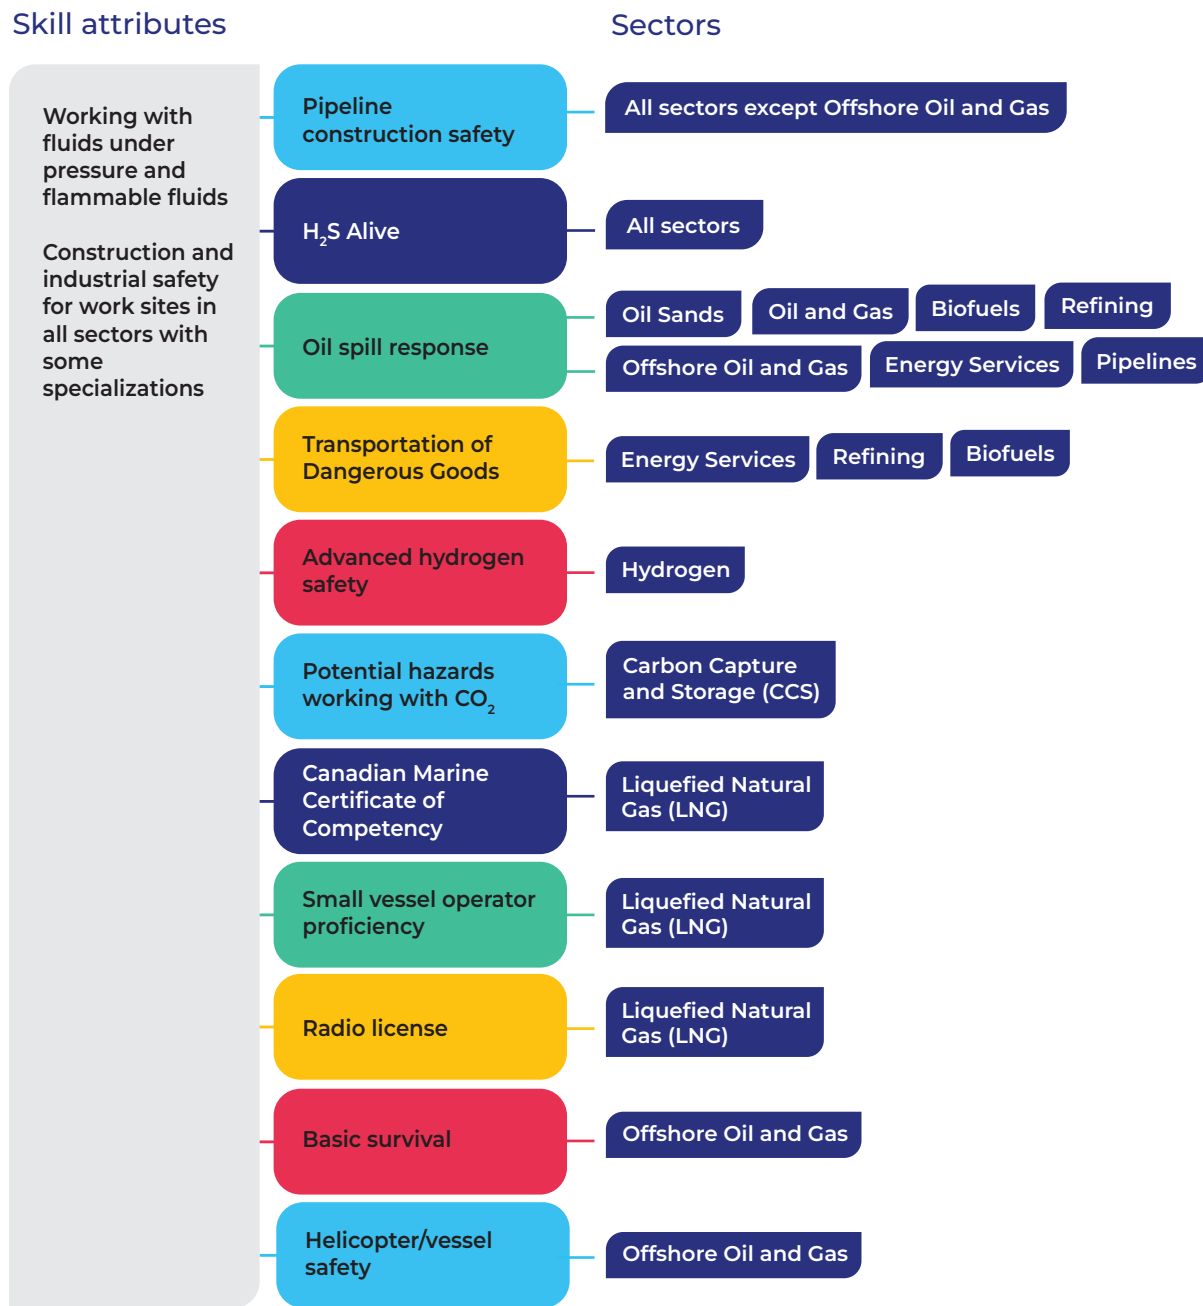 Skill attributes
Sectors
Working with
fluids under
pressure and
flammable fluids
Construction and
industrial safety
for work sites in
all sectors with
some
specializations
Pipeline
construction safety
All sectors except Offshore Oil and Gas
H₂S Alive
All sectors
Oil spill response
Oil Sands
Oil and Gas
Biofuels
Refining
Offshore Oil and Gas
Energy Services
Pipelines
Transportation of
Dangerous Goods
Energy Services
Refining
Biofuels
Advanced hydrogen
safety
Hydrogen
Potential hazards
working with CO₂
Carbon Capture
and Storage (CCS)
Canadian Marine
Certificate of
Competency
Liquefied Natural
Gas (LNG)
Small vessel operator
proficiency
Liquefied Natural
Gas (LNG)
Radio license
Liquefied Natural
Gas (LNG)
Basic survival
Offshore Oil and Gas
Helicopter/vessel
safety
Offshore Oil and Gas